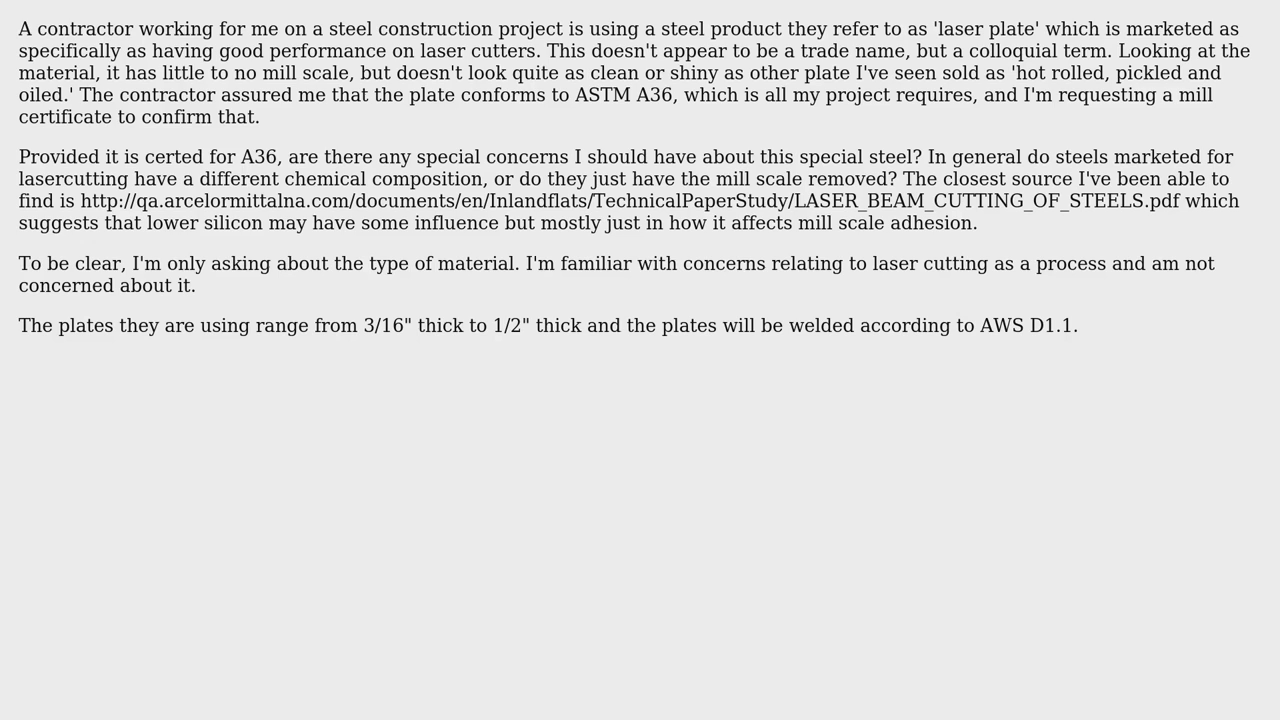 A contractor working for me on a steel construction project is using a steel product they refer to as 'laser plate' which is marketed as
specifically as having good performance on laser cutters. This doesn't appear to be a trade name, but a colloquial term. Looking at the
material, it has little to no mill scale, but doesn't look quite as clean or shiny as other plate I've seen sold as 'hot rolled, pickled and
oiled.' The contractor assured me that the plate conforms to ASTM A36, which is all my project requires, and I'm requesting a mill
certificate to confirm that.
Provided it is certed for A36, are there any special concerns I should have about this special steel? In general do steels marketed for
lasercutting have a different chemical composition, or do they just have the mill scale removed? The closest source I've been able to
find is http://qa.arcelormittalna.com/documents/en/Inlandflats/TechnicalPaperStudy/LASER_BEAM_CUTTING_OF_STEELS.pdf which
suggests that lower silicon may have some influence but mostly just in how it affects mill scale adhesion.
To be clear, I'm only asking about the type of material. I'm familiar with concerns relating to laser cutting as a process and am not
concerned about it.
The plates they are using range from 3/16" thick to 1/2" thick and the plates will be welded according to AWS D1.1.